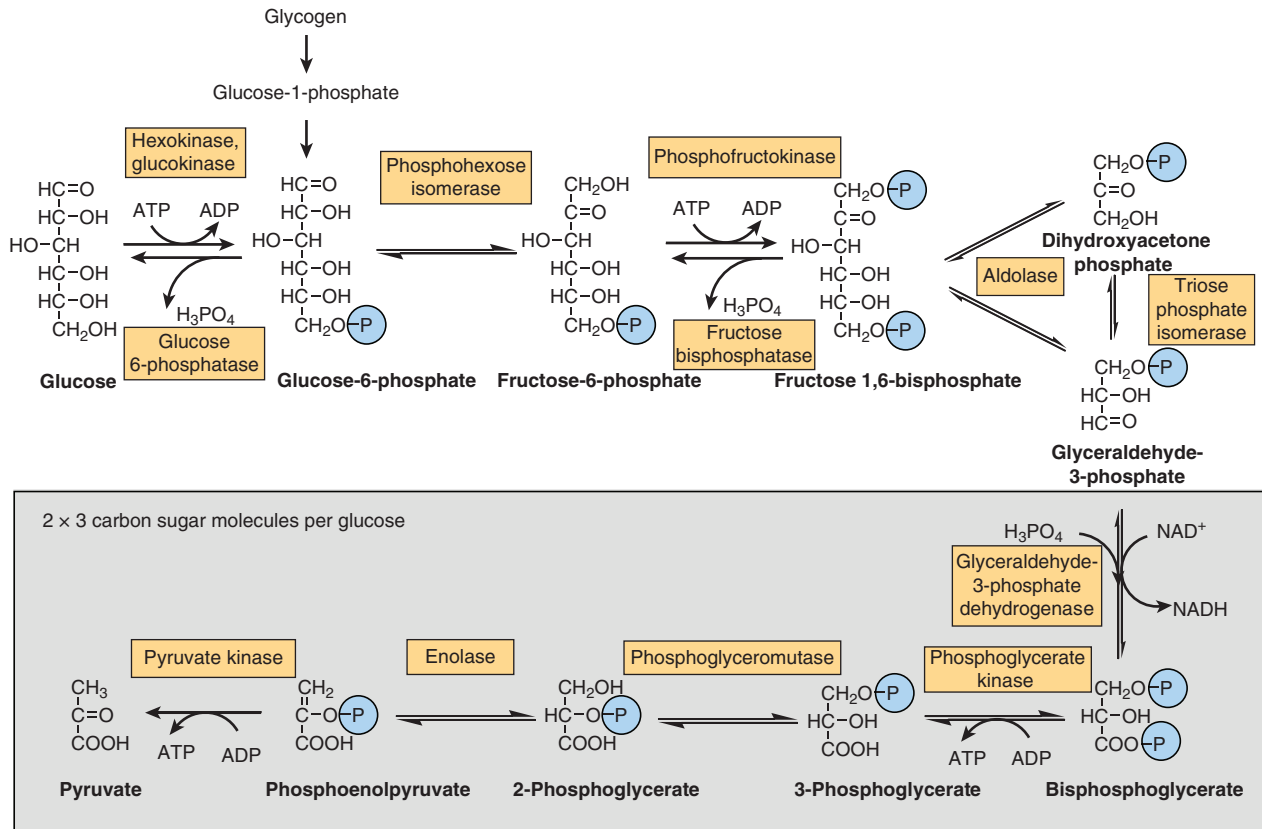 Glycogen
Glucose-1-phosphate
Hexokinase,
glucokinase
Phosphohexose
isomerase
Phosphofructokinase
HC=O
HC–OH
HO–CH
HC–OH
HC–OH
CH₂OH
Glucose
ATP
ADP
H₃PO₄
Glucose
6-phosphatase
HC=O
HC–OH
HO–CH
HC–OH
HC–OH
CH₂O–P
Glucose-6-phosphate
CH₂OH
C=O
HO–CH
HC–OH
HC–OH
CH₂O–P
Fructose-6-phosphate
ATP
ADP
H₃PO₄
Fructose
bisphosphatase
CH₂O–P
C=O
HO–CH
HC–OH
HC–OH
CH₂O–P
Fructose 1,6-bisphosphate
Aldolase
CH₂O–P
C=O
CH₂OH
Dihydroxyacetone
phosphate
Triose
phosphate
isomerase
CH₂O–P
HC–OH
HC=O
Glyceraldehyde-
3-phosphate
2 × 3 carbon sugar molecules per glucose
H₃PO₄
NAD⁺
Glyceraldehyde-
3-phosphate
dehydrogenase
NADH
Pyruvate kinase
Enolase
Phosphoglyceromutase
Phosphoglycerate
kinase
CH₃
C=O
COOH
Pyruvate
ATP
ADP
CH₂
C–O–P
COOH
Phosphoenolpyruvate
CH₂OH
HC–O–P
COOH
2-Phosphoglycerate
CH₂O–P
HC–OH
COOH
3-Phosphoglycerate
ATP
ADP
CH₂O–P
HC–OH
COO–P
Bisphosphoglycerate